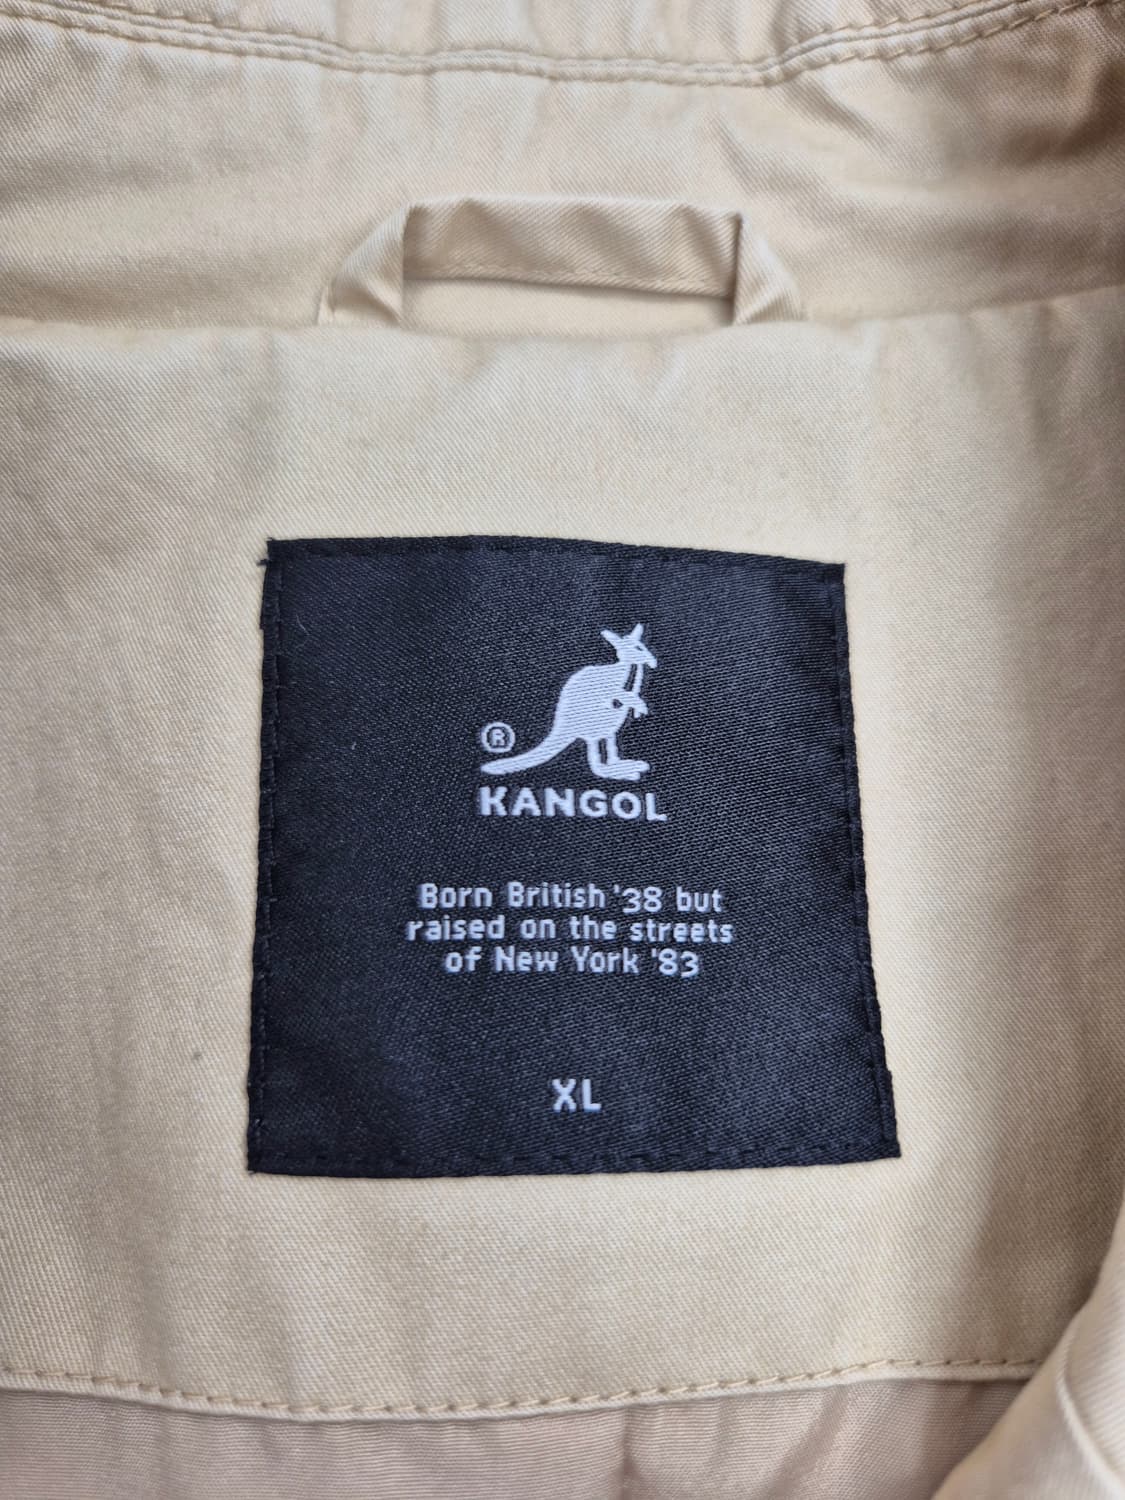 ®
KANGOL
Born British '38 but
raised on the streets
of New York '83
XL